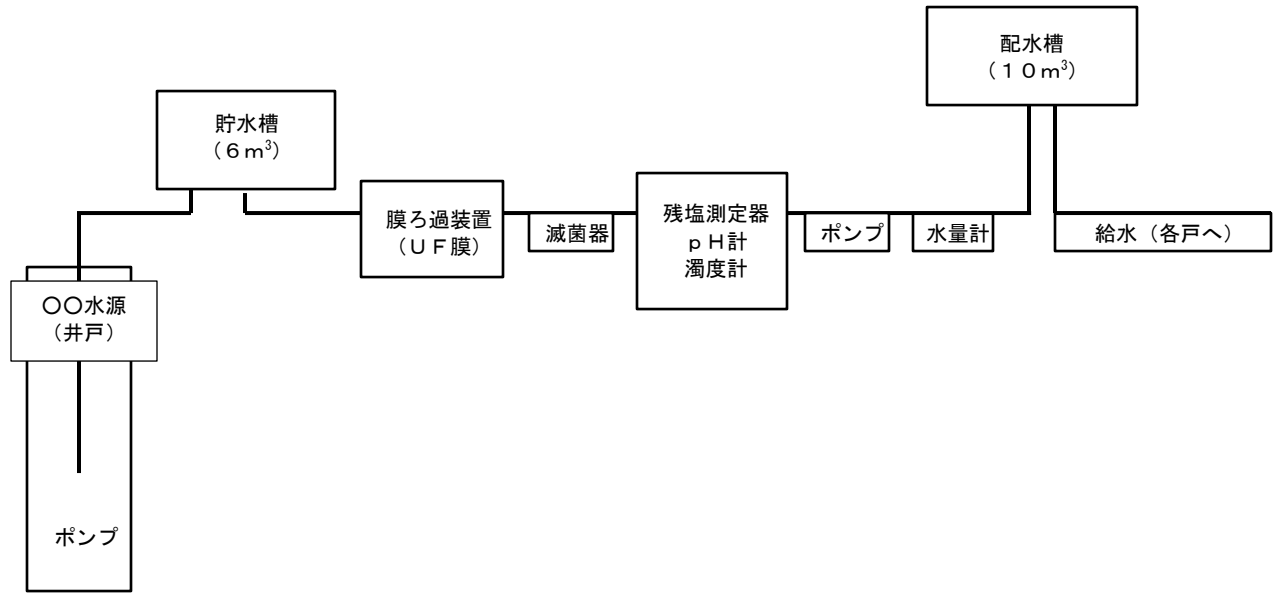 配水槽
（１０ｍ³）
貯水槽
（６ｍ³）
膜ろ過装置
（ＵＦ膜）
滅菌器
残塩測定器
ｐＨ計
濁度計
ポンプ
水量計
給水（各戸へ）
〇〇水源
（井戸）
ポンプ